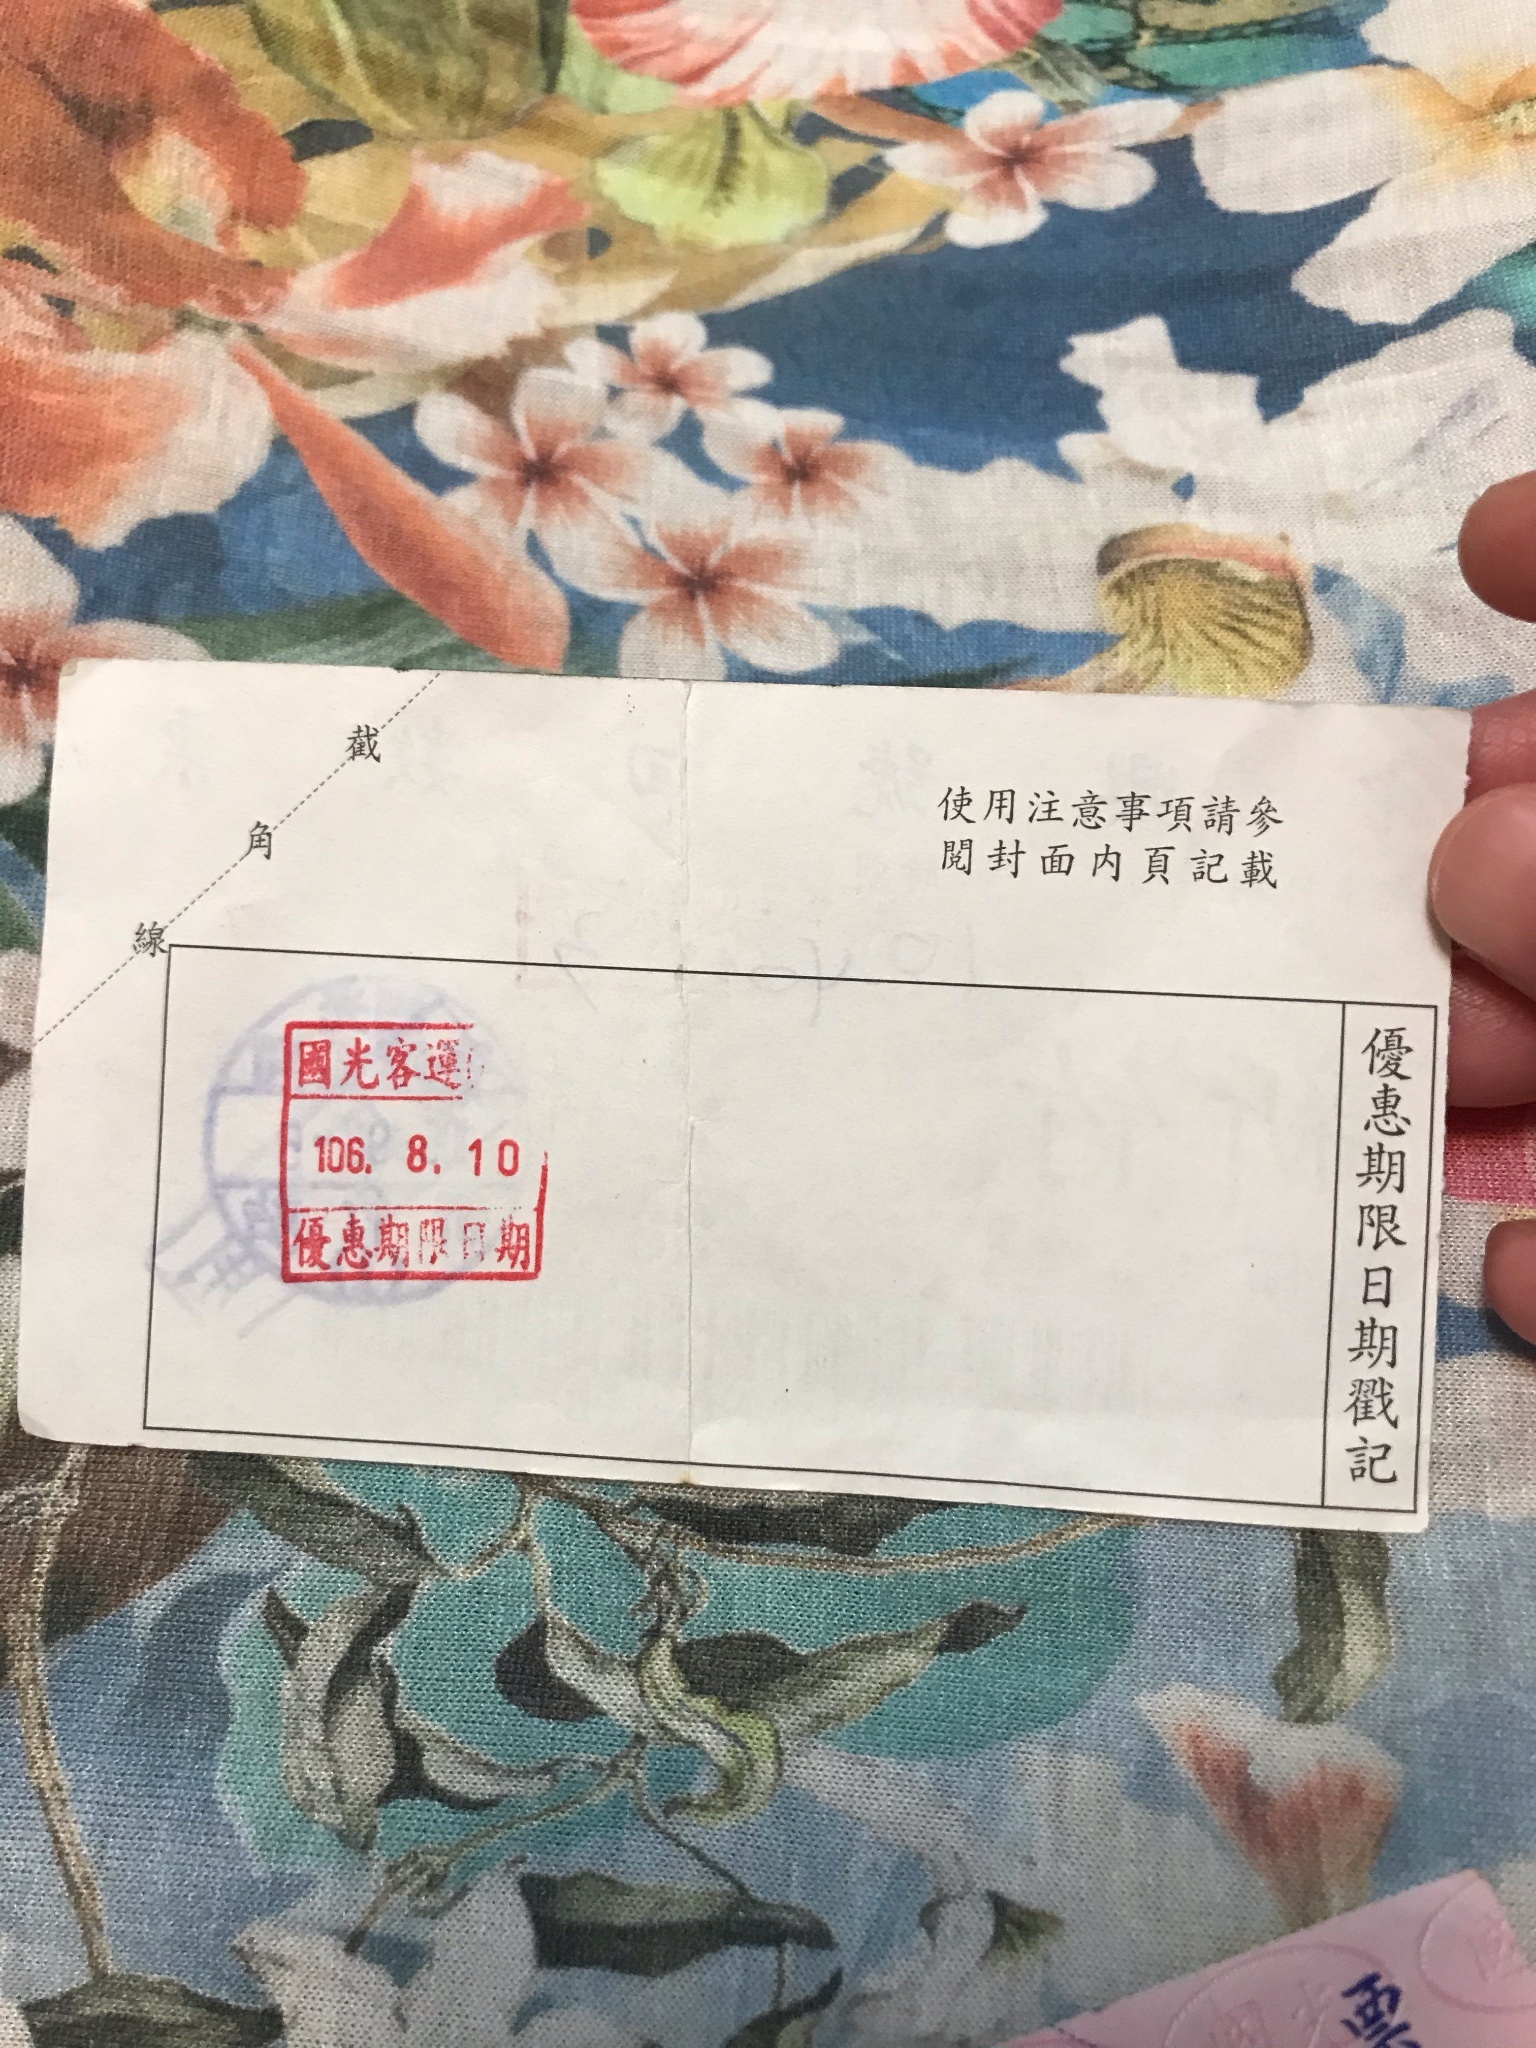 截角線
使用注意事項請參
閱封面內頁記載
國光客運
106. 8. 10
優惠期限日期
優惠期限日期戳記